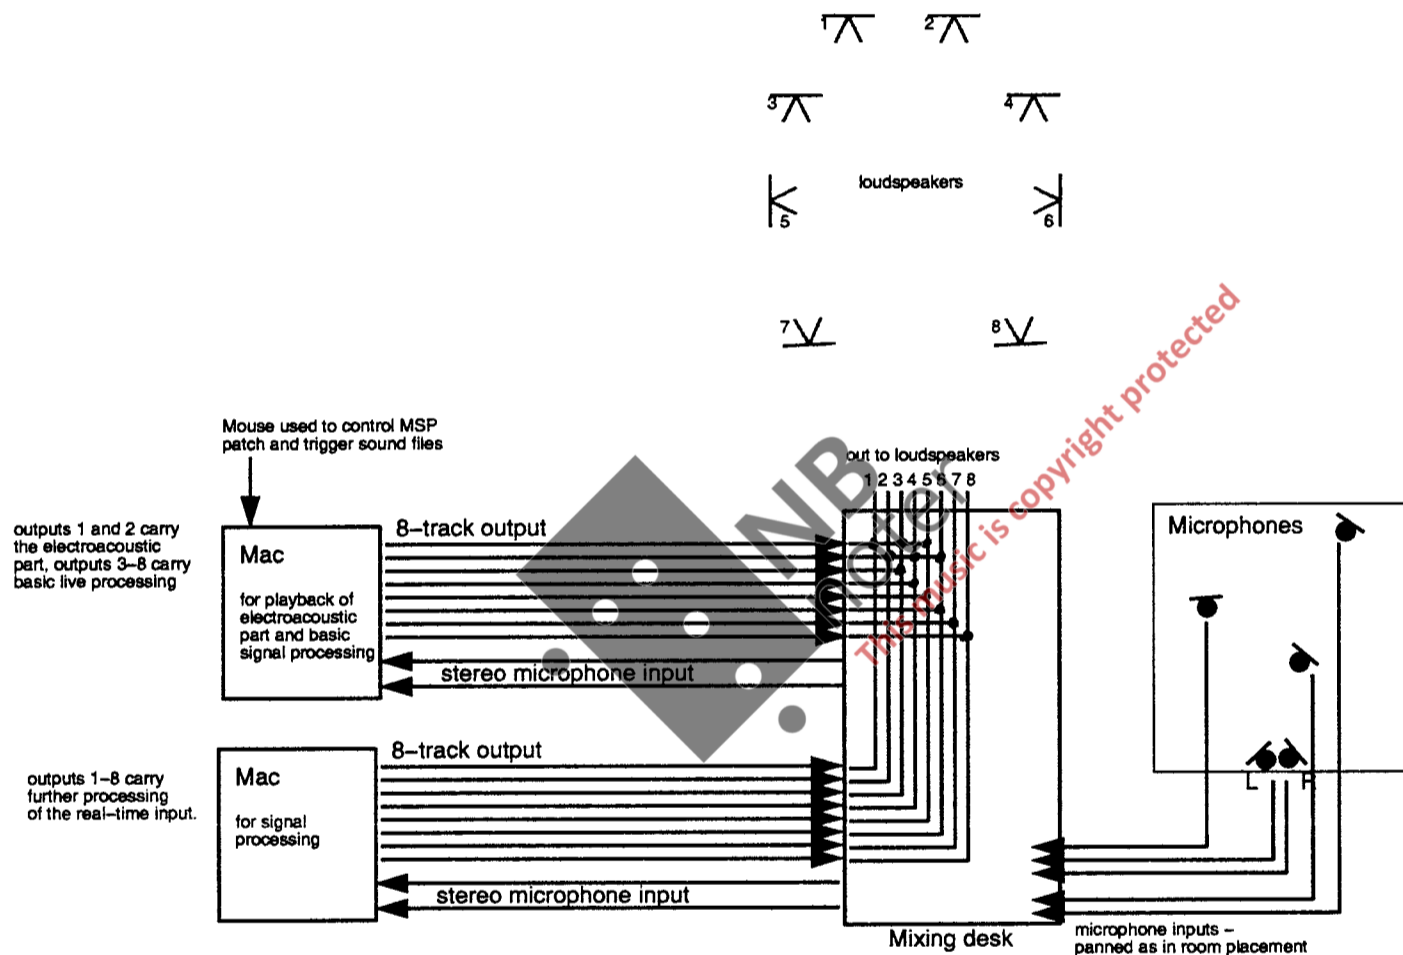 1
2
3
4
loudspeakers
5
6
7
8
Mouse used to control MSP
patch and trigger sound files
out to loudspeakers
1 2 3 4 5 6 7 8
outputs 1 and 2 carry
the electroacoustic
part, outputs 3–8 carry
basic live processing
Mac
for playback of
electroacoustic
part and basic
signal processing
8–track output
stereo microphone input
Microphones
L
R
outputs 1–8 carry
further processing
of the real–time input.
Mac
for signal
processing
8–track output
stereo microphone input
Mixing desk
microphone inputs –
panned as in room placement
NB
noter
This music is copyright protected